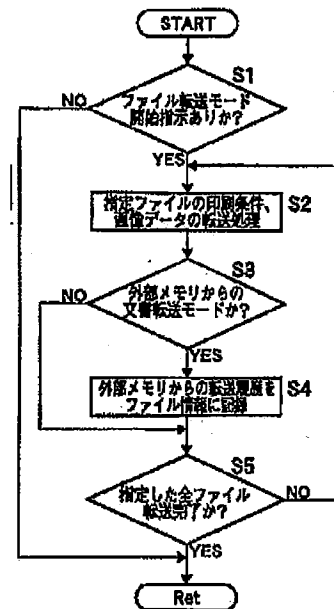 START
S1
ファイル転送モード
開始指示ありか？
NO
YES
指定ファイルの印刷条件、
画像データの転送処理
S2
S3
外部メモリからの
文書転送モードか？
NO
YES
外部メモリからの転送履歴を
ファイル情報に記録
S4
S5
指定した全ファイル
転送完了か？
NO
YES
Ret